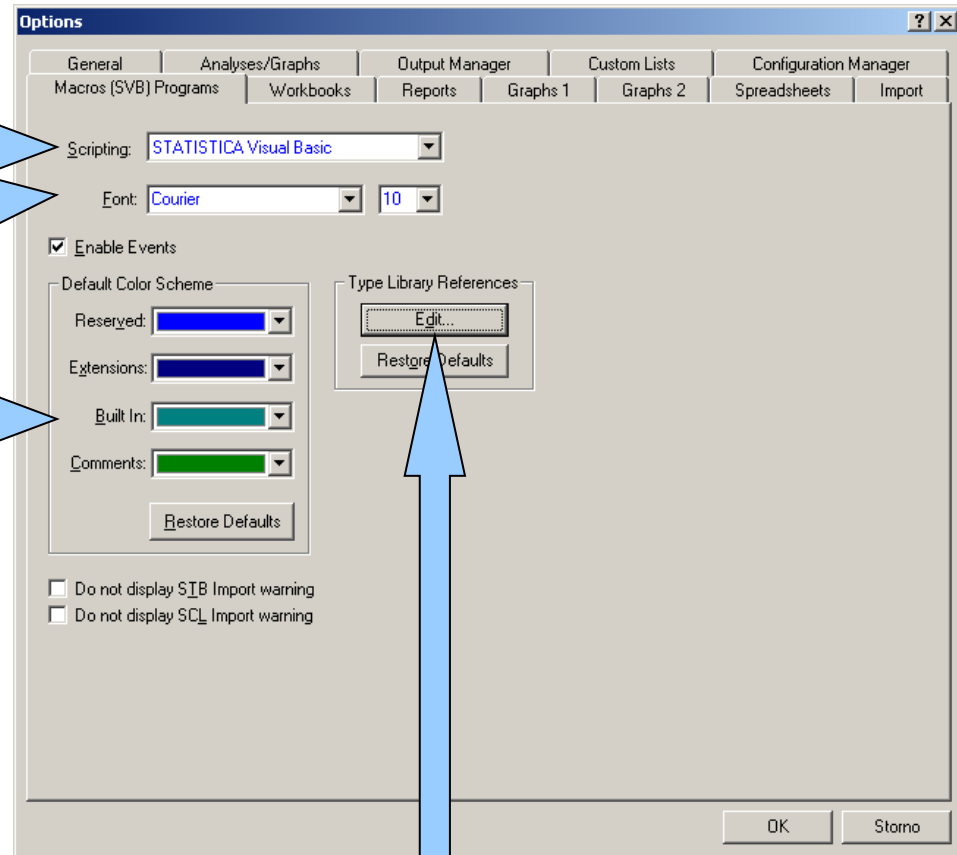 Options
General Analyses/Graphs Output Manager Custom Lists Configuration Manager
Macros (SVB) Programs Workbooks Reports Graphs 1 Graphs 2 Spreadsheets Import
Scripting: STATISTICA Visual Basic
Font: Courier 10
Enable Events
Default Color Scheme
Reserved:
Extensions:
Built In:
Comments:
Restore Defaults
Type Library References
Edit...
Restore Defaults
Do not display STB Import warning
Do not display SCL Import warning
OK Storno